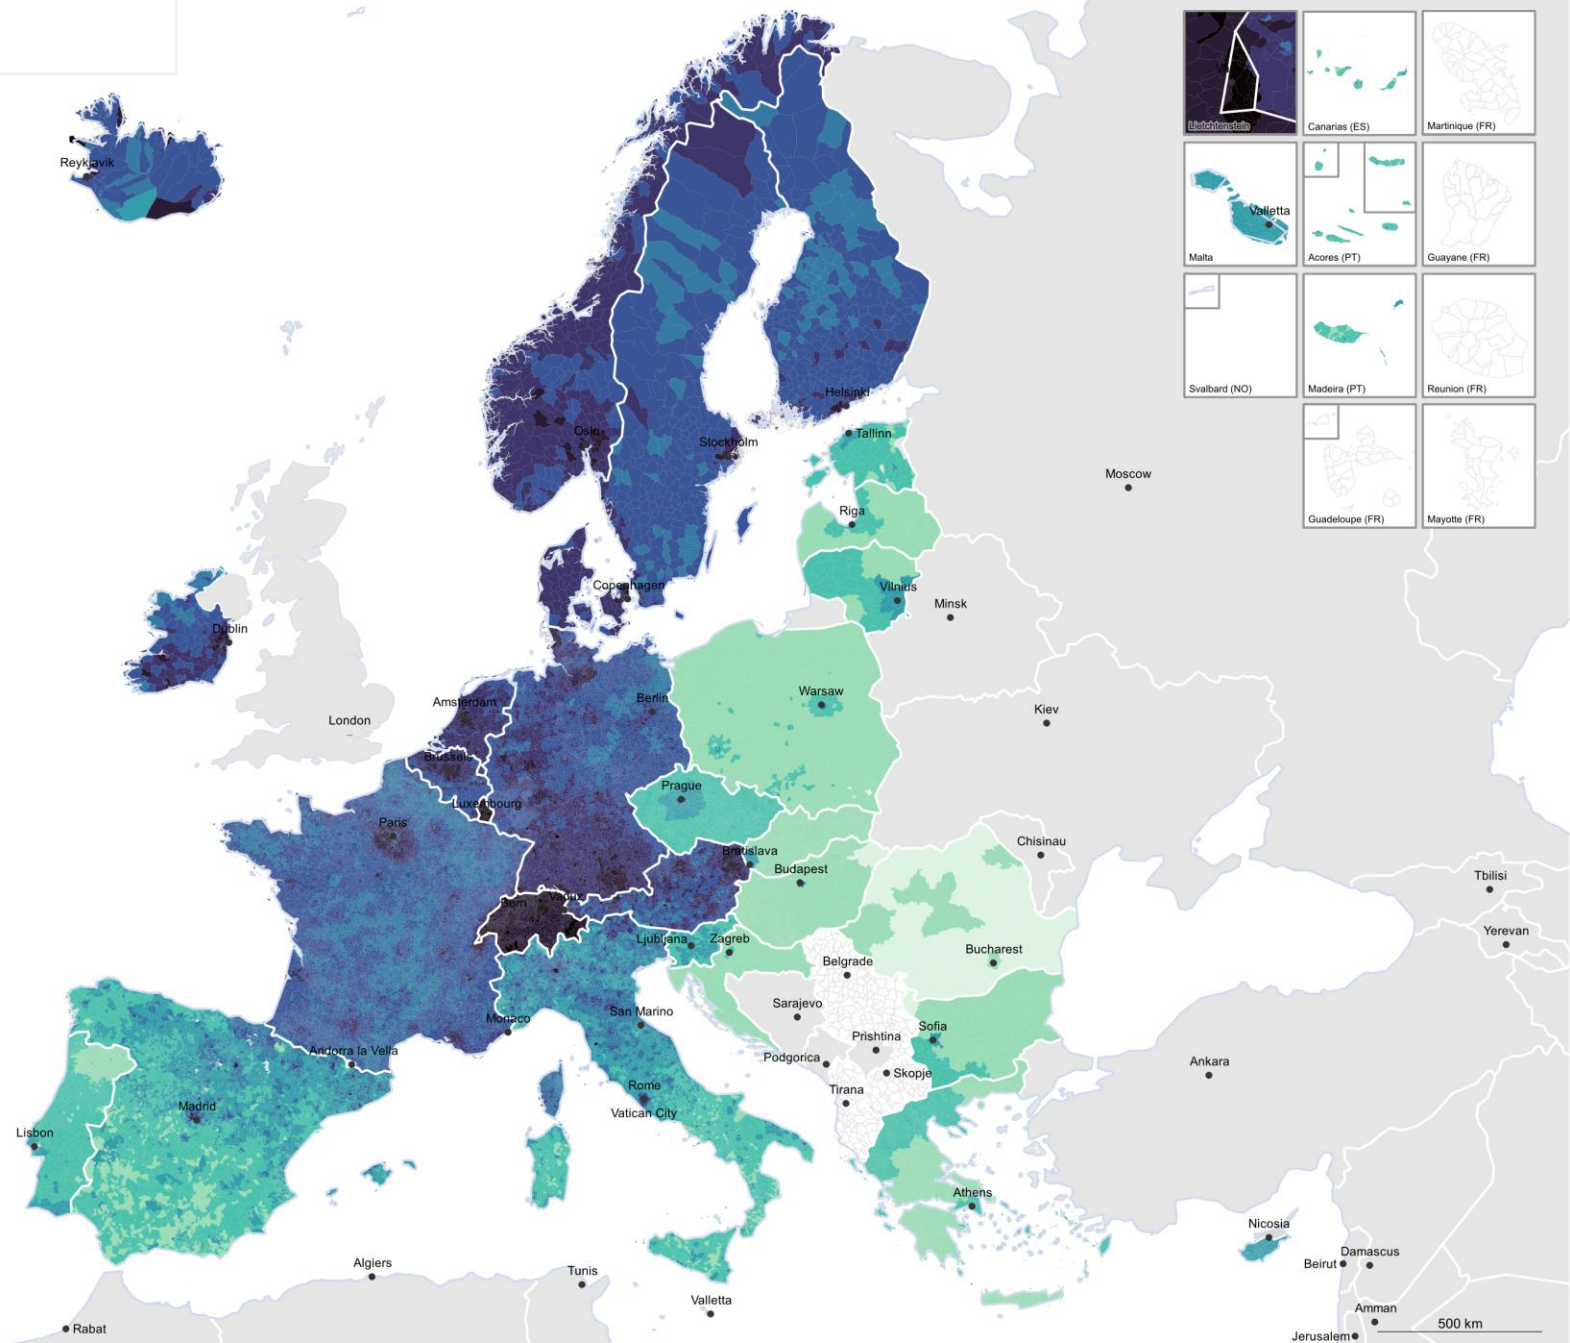 Reykjavik
Liechtenstein
Canarias (ES)
Martinique (FR)
Valletta
Malta
Acores (PT)
Guayane (FR)
Svalbard (NO)
Madeira (PT)
Reunion (FR)
Guadeloupe (FR)
Mayotte (FR)
Helsinki
Oslo
Stockholm
Tallinn
Moscow
Riga
Copenhagen
Vilnius
Minsk
Dublin
Amsterdam
Berlin
Warsaw
London
Kiev
Brussels
Prague
Luxembourg
Paris
Chisinau
Bratislava
Budapest
Tbilisi
Bern
Vaduz
Yerevan
Ljubljana
Zagreb
Bucharest
Belgrade
Sarajevo
San Marino
Monaco
Sofia
Prishtina
Andorra la Vella
Podgorica
Skopje
Ankara
Rome
Tirana
Madrid
Vatican City
Lisbon
Athens
Nicosia
Algiers
Damascus
Beirut
Tunis
Valletta
Amman
Rabat
500 km
Jerusalem